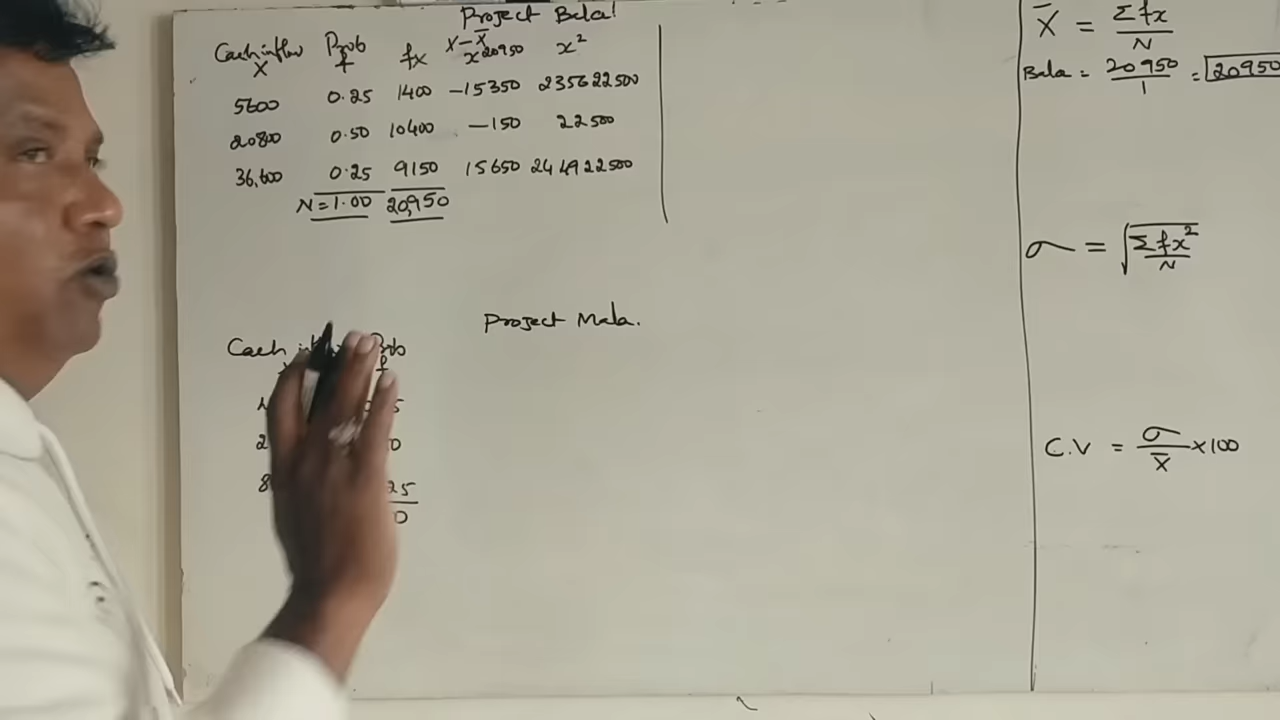 Project Bala!
Cash inflow Prob X-X̄ x²
X f fx x 20950
5600 0.25 1400 -15350 235622500
20800 0.50 10400 -150 22500
36,600 0.25 9150 15650 244922500
N=1.00 20,950
Project Mala.
Cash
f
X̄ = Σfx/N
Bala = 20950/1 = 20950
σ = √Σfx²/N
C.V = σ/X̄ ×100